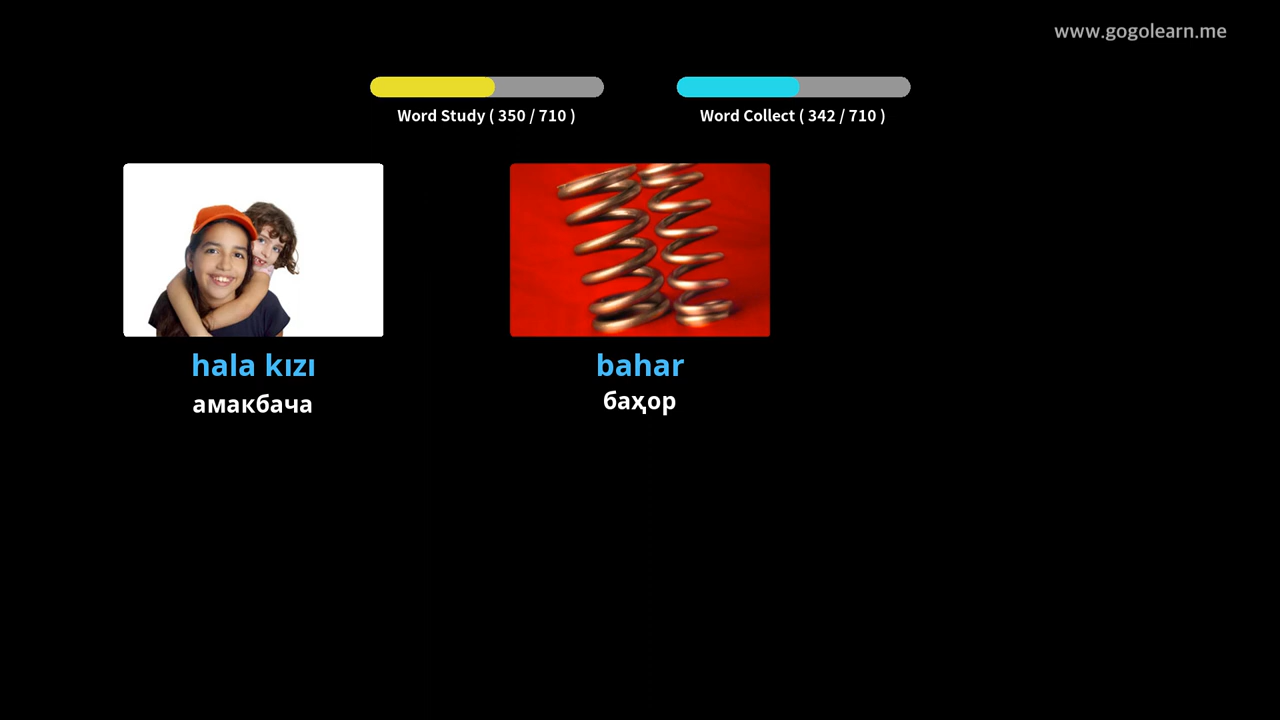 www.gogolearn.me
Word Study ( 350 / 710 )
Word Collect ( 342 / 710 )
hala kızı
амакбача
bahar
баҳор